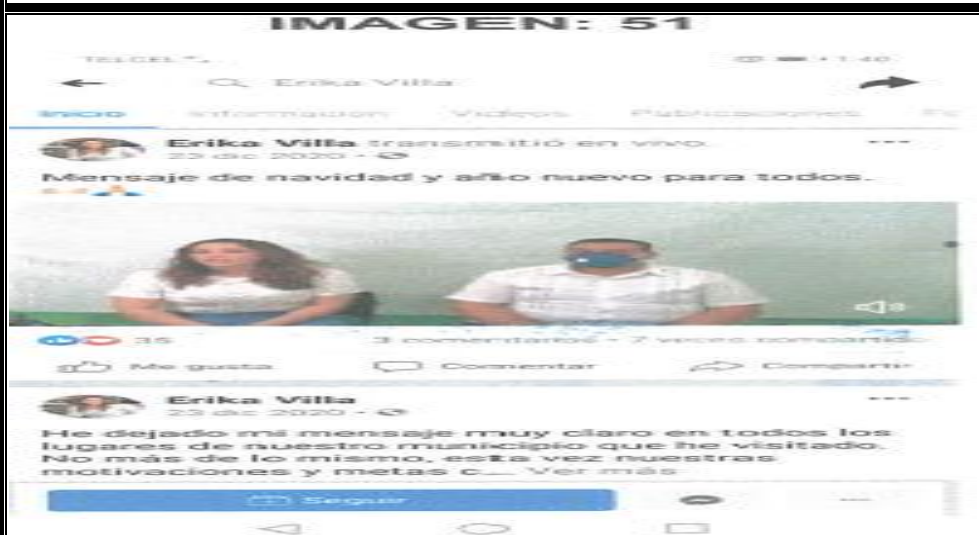 IMAGEN: 51
TELCEL 1:40
Erika Villa
Inicio Información Videos Publicaciones Fo
Erika Villa transmitió en vivo.
23 dic 2020
Mensaje de navidad y año nuevo para todos.
35 3 comentarios • 7 veces compartido
Me gusta Comentar Compartir
Erika Villa
23 dic 2020
He dejado mi mensaje muy claro en todos los
lugares de nuestro municipio que he visitado.
No más de lo mismo, esta vez nuestras
motivaciones y metas c... Ver más
Seguir